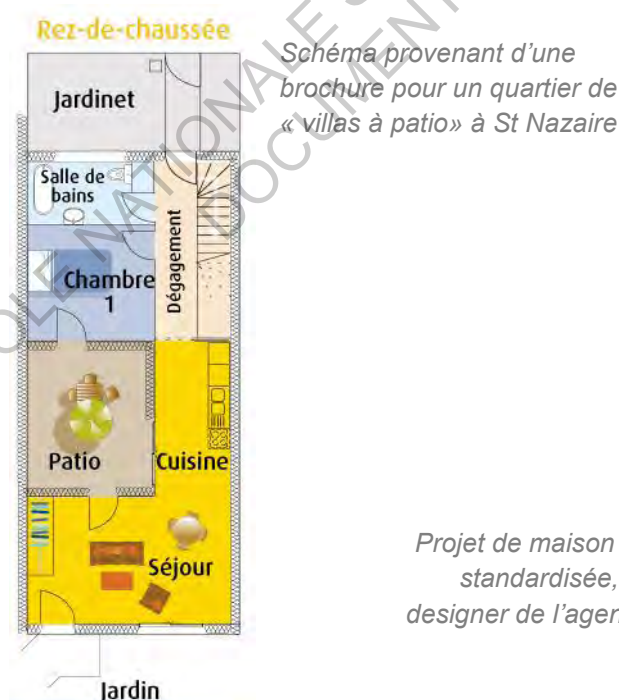 Rez-de-chaussée
Schéma provenant d'une
brochure pour un quartier de
« villas à patio» à St Nazaire
Jardinet
Salle de
bains
Dégagement
Chambre
1
Patio
Cuisine
Séjour
Projet de maison
standardisée,
designer de l'agen
Jardin